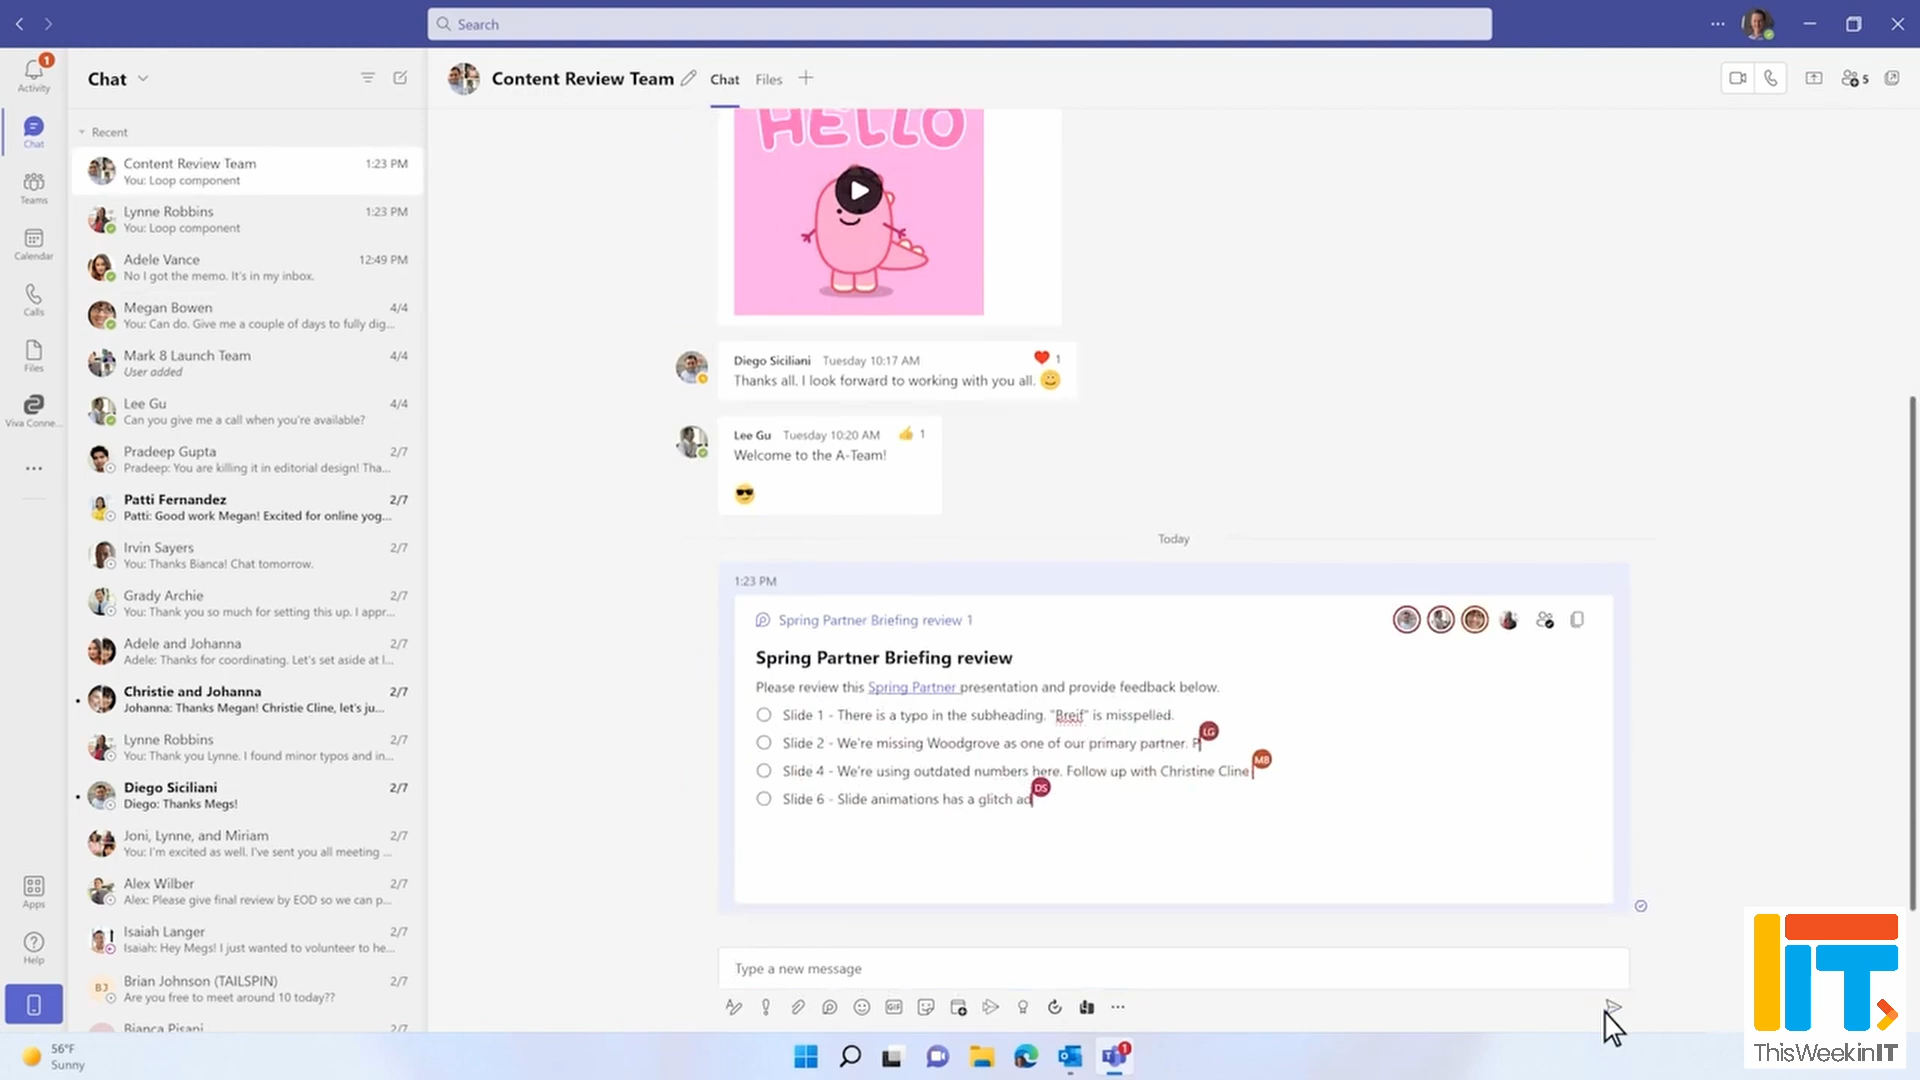 Search
1
Activity
Chat
Teams
Calendar
Calls
Files
Viva Conne...
Apps
Help
Chat
Recent
Content Review Team 1:23 PM
You: Loop component
Lynne Robbins 1:23 PM
You: Loop component
Adele Vance 12:49 PM
No I got the memo. It's in my inbox.
Megan Bowen 4/4
You: Can do. Give me a couple of days to fully dig...
Mark 8 Launch Team 4/4
User added
Lee Gu 4/4
Can you give me a call when you're available?
Pradeep Gupta 2/7
Pradeep: You are killing it in editorial design! Tha...
Patti Fernandez 2/7
Patti: Good work Megan! Excited for online yog...
Irvin Sayers 2/7
You: Thanks Bianca! Chat tomorrow.
Grady Archie 2/7
You: Thank you so much for setting this up. I appr...
Adele and Johanna 2/7
Adele: Thanks for coordinating. Let's set aside at l...
Christie and Johanna 2/7
Johanna: Thanks Megan! Christie Cline, let's ju...
Lynne Robbins 2/7
You: Thank you Lynne. I found minor typos and in...
Diego Siciliani 2/7
Diego: Thanks Megs!
Joni, Lynne, and Miriam 2/7
You: I'm excited as well. I've sent you all meeting ...
Alex Wilber 2/7
Alex: Please give final review by EOD so we can p...
Isaiah Langer 2/7
Isaiah: Hey Megs! I just wanted to volunteer to he...
BJ
Brian Johnson (TAILSPIN) 2/7
Are you free to meet around 10 today??
Bianca Pisani 2/7
Content Review Team Chat Files
5
HELLO
Diego Siciliani Tuesday 10:17 AM 1
Thanks all. I look forward to working with you all.
Lee Gu Tuesday 10:20 AM 1
Welcome to the A-Team!
Today
1:23 PM
Spring Partner Briefing review 1
Spring Partner Briefing review
Please review this Spring Partner presentation and provide feedback below.
Slide 1 - There is a typo in the subheading. "Breif" is misspelled.
LG
Slide 2 - We're missing Woodgrove as one of our primary partner. P
MB
Slide 4 - We're using outdated numbers here. Follow up with Christine Cline
DS
Slide 6 - Slide animations has a glitch ad
Type a new message
GIF
56°F
Sunny
1
IT
ThisWeekinIT